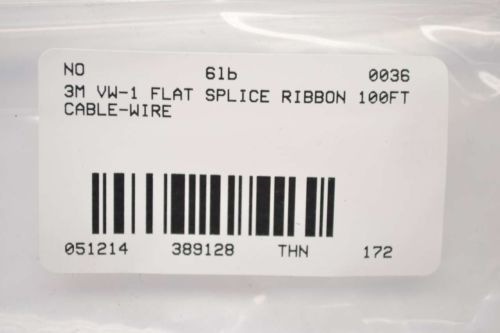 NO 6lb 0036
3M VW-1 FLAT SPLICE RIBBON 100FT
CABLE-WIRE
051214 389128 THN 172